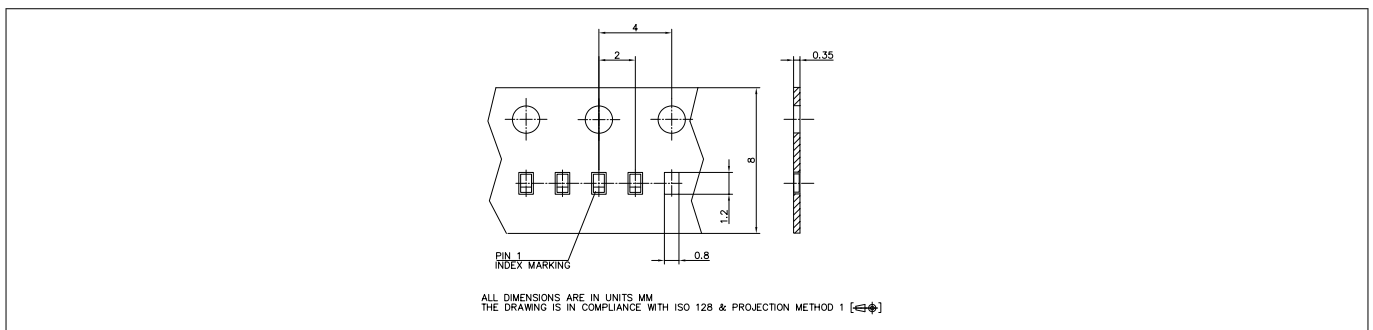 4
2
0.35
8
1.2
0.8
PIN 1
INDEX MARKING
ALL DIMENSIONS ARE IN UNITS MM
THE DRAWING IS IN COMPLIANCE WITH ISO 128 & PROJECTION METHOD 1 [ ]